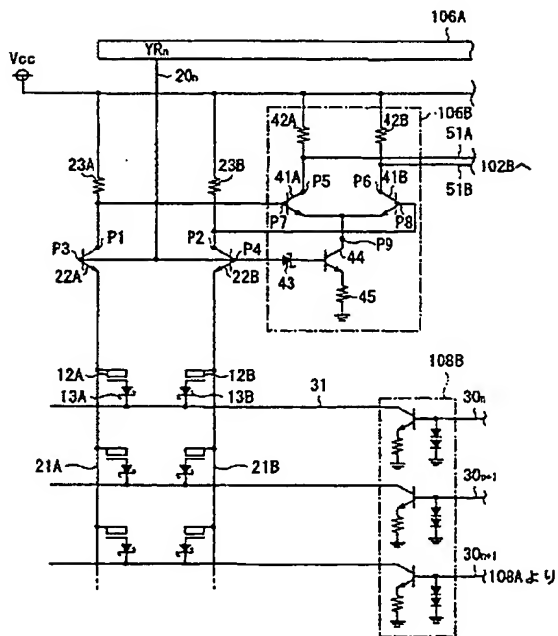 106A
Vcc
YRn
20n
106B
42A
42B
51A
23A
23B
41A
P5
P6
41B
102Bへ
51B
P7
P8
P1
P2
P9
P3
P4
44
22A
22B
43
45
12A
12B
108B
13A
13B
31
30n
21A
21B
30n+1
30n+1
(108Aより